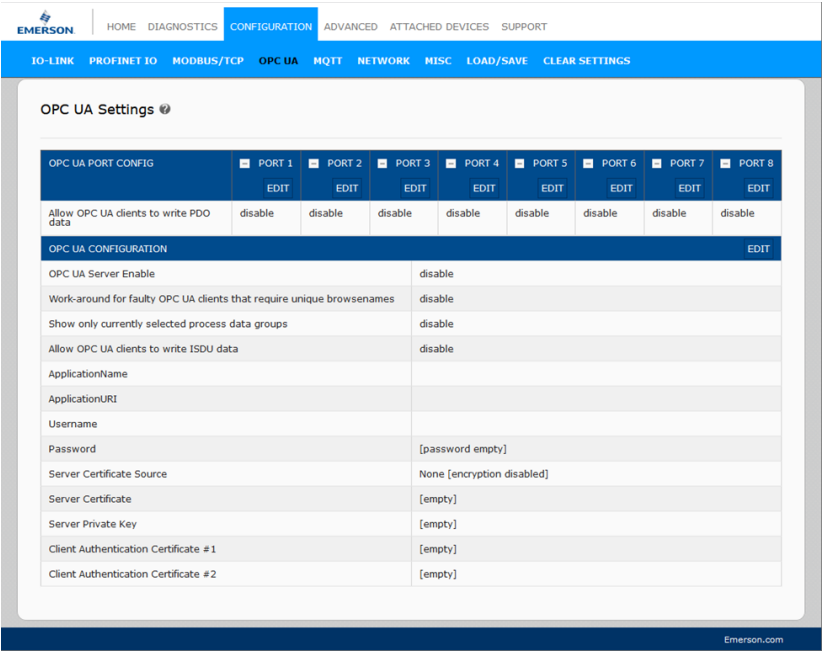 EMERSON
HOME DIAGNOSTICS CONFIGURATION ADVANCED ATTACHED DEVICES SUPPORT
IO-LINK PROFINET IO MODBUS/TCP OPC UA MQTT NETWORK MISC LOAD/SAVE CLEAR SETTINGS
OPC UA Settings ?
OPC UA PORT CONFIG PORT 1 PORT 2 PORT 3 PORT 4 PORT 5 PORT 6 PORT 7 PORT 8
EDIT EDIT EDIT EDIT EDIT EDIT EDIT EDIT
Allow OPC UA clients to write PDO disable disable disable disable disable disable disable disable
data
OPC UA CONFIGURATION EDIT
OPC UA Server Enable disable
Work-around for faulty OPC UA clients that require unique browsenames disable
Show only currently selected process data groups disable
Allow OPC UA clients to write ISDU data disable
ApplicationName
ApplicationURI
Username
Password [password empty]
Server Certificate Source None [encryption disabled]
Server Certificate [empty]
Server Private Key [empty]
Client Authentication Certificate #1 [empty]
Client Authentication Certificate #2 [empty]
Emerson.com